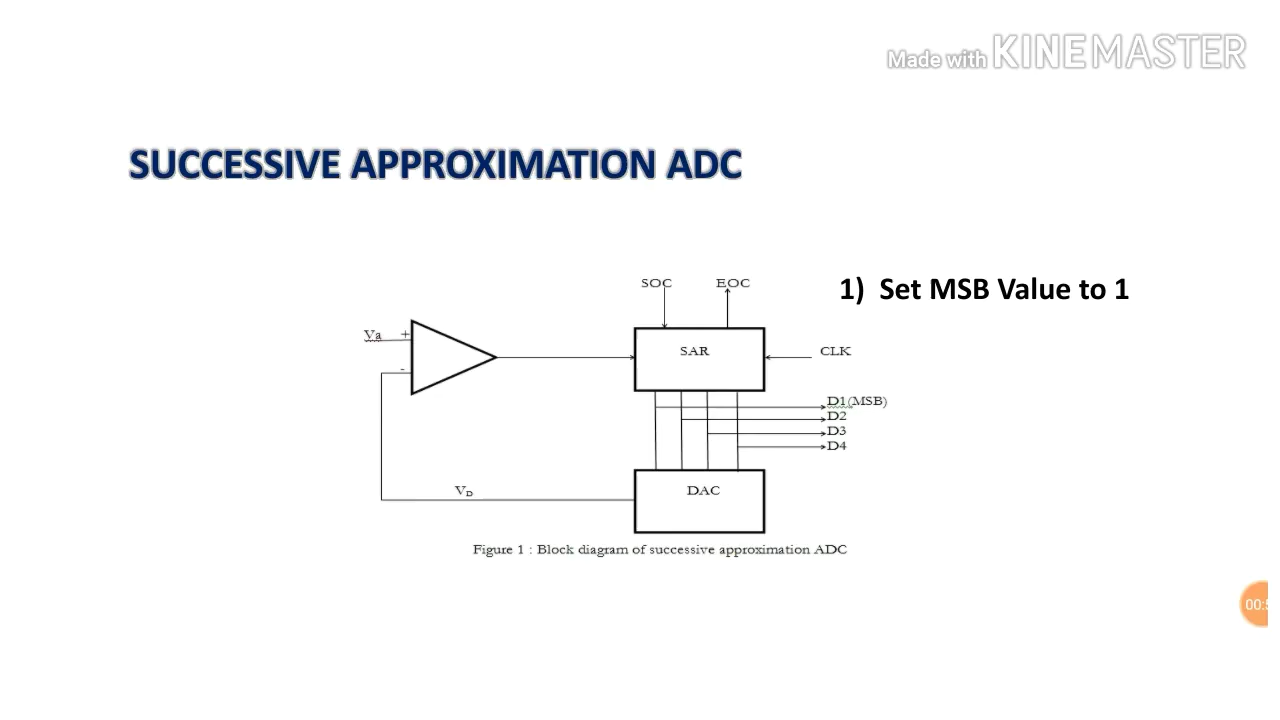 Made with KINEMASTER
SUCCESSIVE APPROXIMATION ADC
1) Set MSB Value to 1
SOC
EOC
Va
+
-
SAR
CLK
D1(MSB)
D2
D3
D4
VD
DAC
Figure 1 : Block diagram of successive approximation ADC